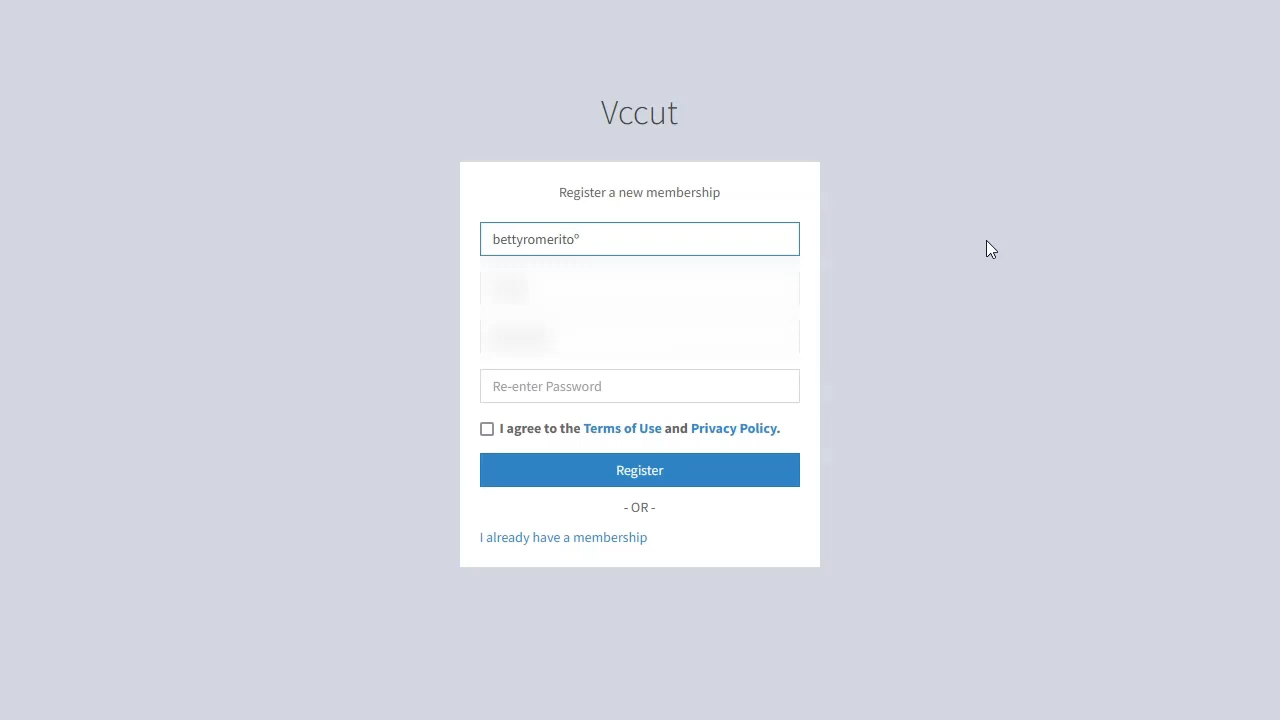 Vccut
Register a new membership
bettyromeritoº
Re-enter Password
I agree to the Terms of Use and Privacy Policy.
Register
- OR -
I already have a membership